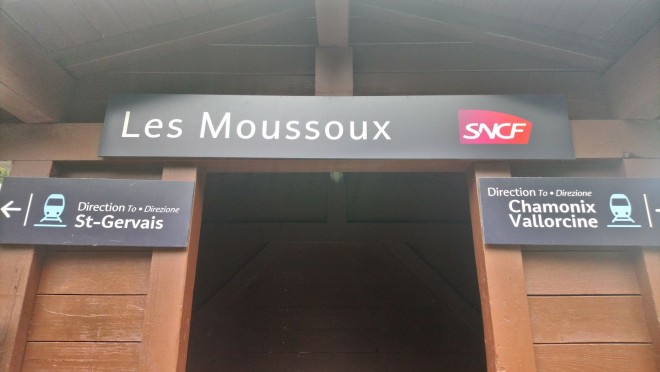 Les Moussoux
SNCF
Direction To • Direzione
St-Gervais
Direction To • Direzione
Chamonix
Vallorcine